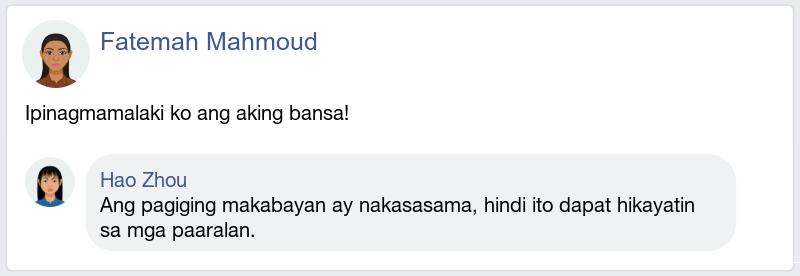 Fatemah Mahmoud
Ipinagmamalaki ko ang aking bansa!
Hao Zhou
Ang pagiging makabayan ay nakasasama, hindi ito dapat hikayatin
sa mga paaralan.